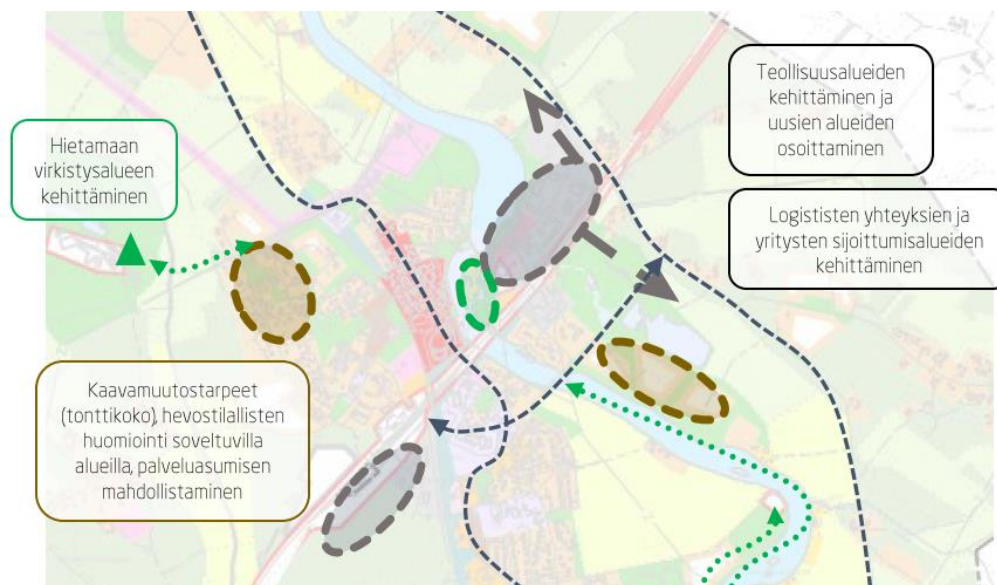 Hietamaan
virkistysalueen
kehittäminen
Teollisuusalueiden
kehittäminen ja
uusien alueiden
osoittaminen
Logististen yhteyksien ja
yritysten sijoittumisalueiden
kehittäminen
Kaavamuutostarpeet
(tonttikoko), hevostilallisten
huomiointi soveltuvilla
alueilla, palveluasumisen
mahdollistaminen